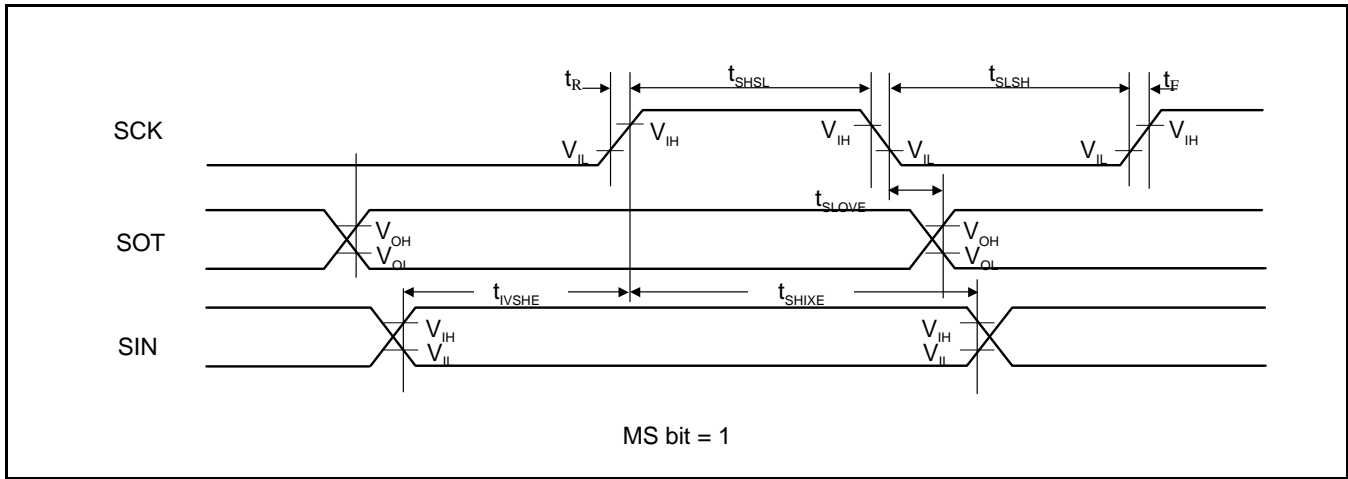 tR tSHSL tSLSH tF
SCK VIH VIH VIH
VIL VIL VIL
tSLOVE
SOT VOH VOH
VOL VOL
tIVSHE tSHIXE
SIN VIH VIH
VIL VIL
MS bit = 1